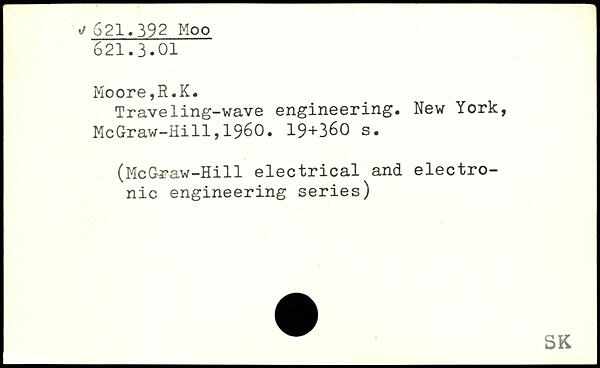 √ 621.392 Moo
621.3.01
Moore,R.K.
Traveling-wave engineering. New York,
McGraw-Hill,1960. 19+360 s.
(McGraw-Hill electrical and electro-
nic engineering series)
SK